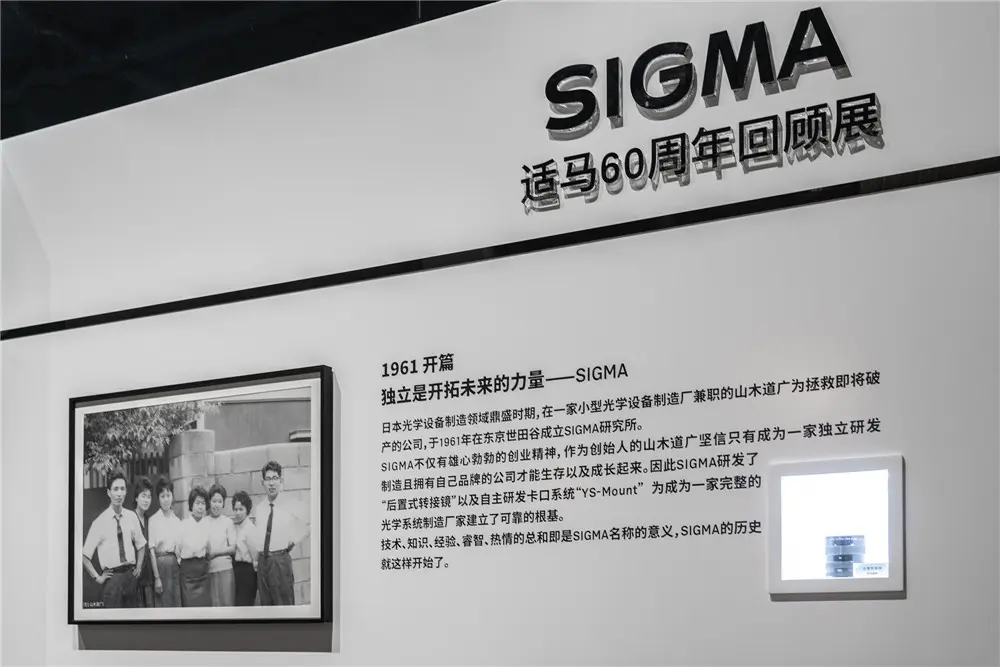 SIGMA
适马60周年回顾展
1961 开篇
独立是开拓未来的力量——SIGMA
日本光学设备制造领域鼎盛时期，在一家小型光学设备制造厂兼职的山木道广为拯救即将破
产的公司，于1961年在东京世田谷成立SIGMA研究所。
SIGMA不仅有雄心勃勃的创业精神，作为创始人的山木道广坚信只有成为一家独立研发
制造且拥有自己品牌的公司才能生存以及成长起来。因此SIGMA研发了
“后置式转接镜”以及自主研发卡口系统“YS-Mount” 为成为一家完整的
光学系统制造厂家建立了可靠的根基。
技术、知识、经验、睿智、热情的总和即是SIGMA名称的意义，SIGMA的历史
就这样开始了。